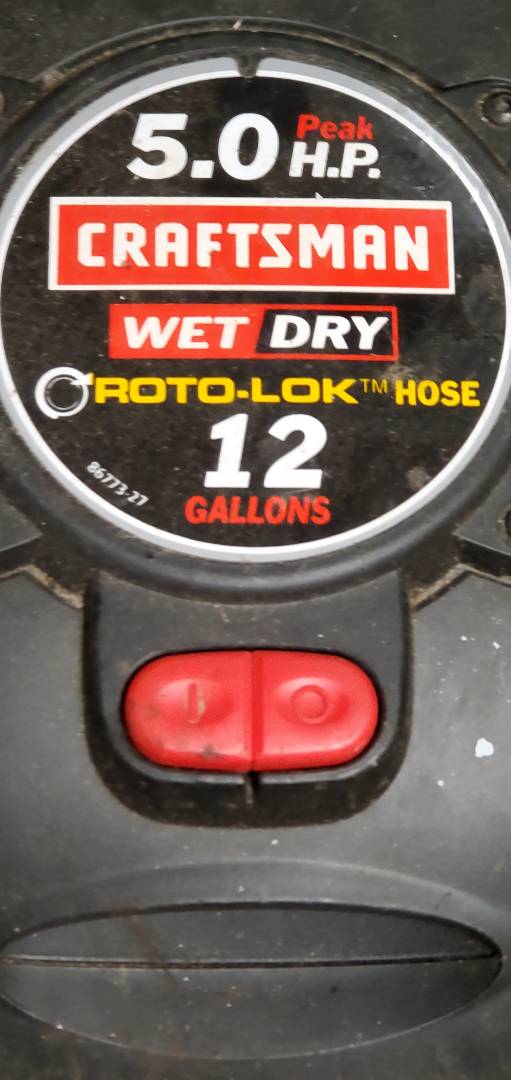 5.0 Peak H.P.
CRAFTSMAN
WET DRY
ROTO-LOK™ HOSE
12
GALLONS
86773-27